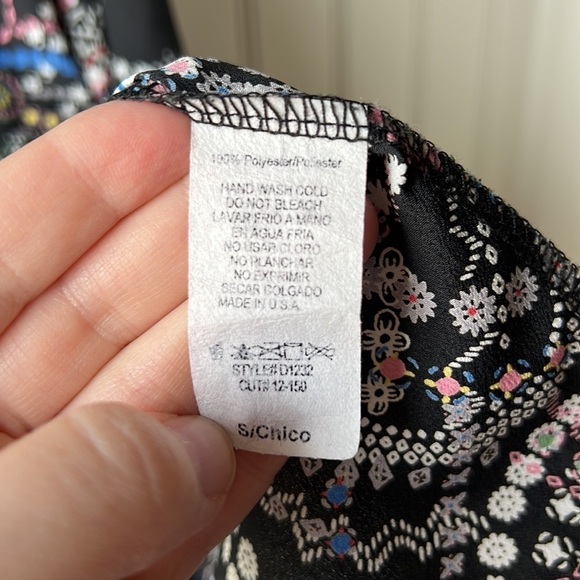 100% Polyester/Poliester
HAND WASH COLD
DO NOT BLEACH
LAVAR FRIO A MANO
EN AGUA FRIA
NO USAR CLORO
NO PLANCHAR
NO EXPRIMIR
SECAR COLGADO
MADE IN U.S.A.
STYLE# D1232
CUT# 12-150
S/Chico